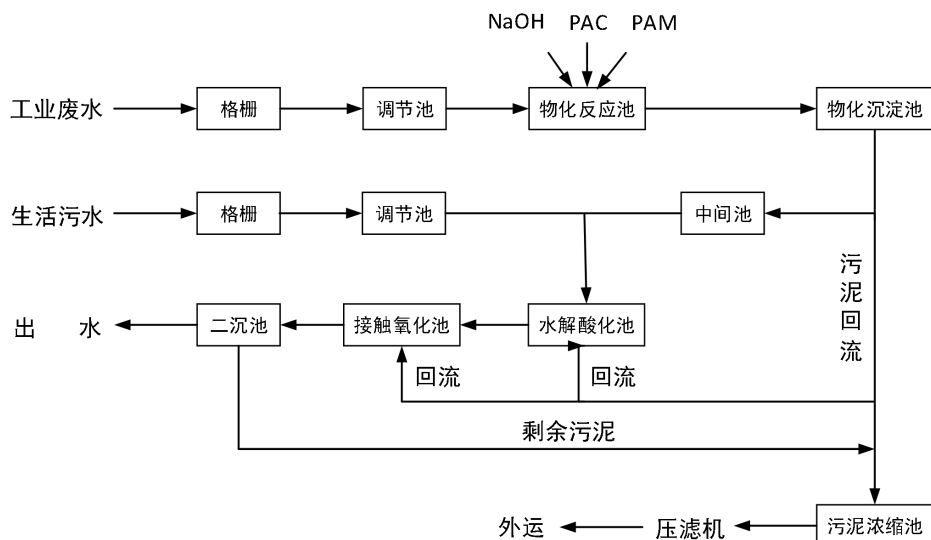 NaOH PAC PAM
工业废水 格栅 调节池 物化反应池 物化沉淀池
生活污水 格栅 调节池 中间池
污泥回流
出 水 二沉池 接触氧化池 水解酸化池
回流 回流
剩余污泥
外运 压滤机 污泥浓缩池